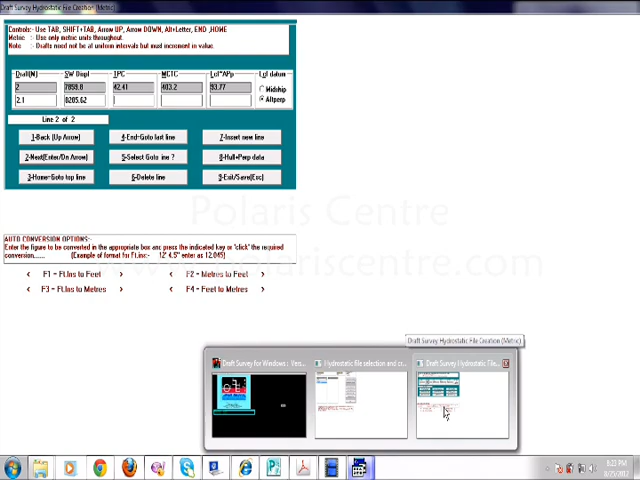 Draft Survey Hydrostatic File Creation (Metric)
Controls:- Use TAB, SHIFT+TAB, Arrow UP, Arrow DOWN, Alt+Letter, END ,HOME
Metric :- Use only metric units throughout.
Note :- Drafts need not be at uniform intervals but must increment in value.
Draft(M) SW Displ TPC MCTC Lcf^APp Lcf datum
2 7859.8 42.41 403.2 93.77 Midship
2.1 8285.62 Aftperp
Line 2 of 2
1-Back (Up Arrow) 4-End-Goto last line 7-Insert new line
2-Next(Enter/Dn Arrow) 5-Select Goto line ? 8-Hull+Perp data
3-Home-Goto top line 6-Delete line 9-Exit/Save(Esc)
Polaris Centre
AUTO CONVERSION OPTIONS:-
Enter the figure to be converted in the appropriate box and press the indicated key or 'click' the required
conversion...... (Example of format for Ft.Ins:- 12' 4.5" enter as 12.045)
polariscentre.com
< F1 = Ft.Ins to Feet > < F2 = Metres to Feet >
< F3 = Ft.Ins to Metres > < F4 = Feet to Metres >
Draft Survey Hydrostatic File Creation (Metric)
Draft Survey for Windows : Vers...
Hydrostatic file selection and cr...
Draft Survey Hydrostatic File...
8:23 PM
8/25/2012